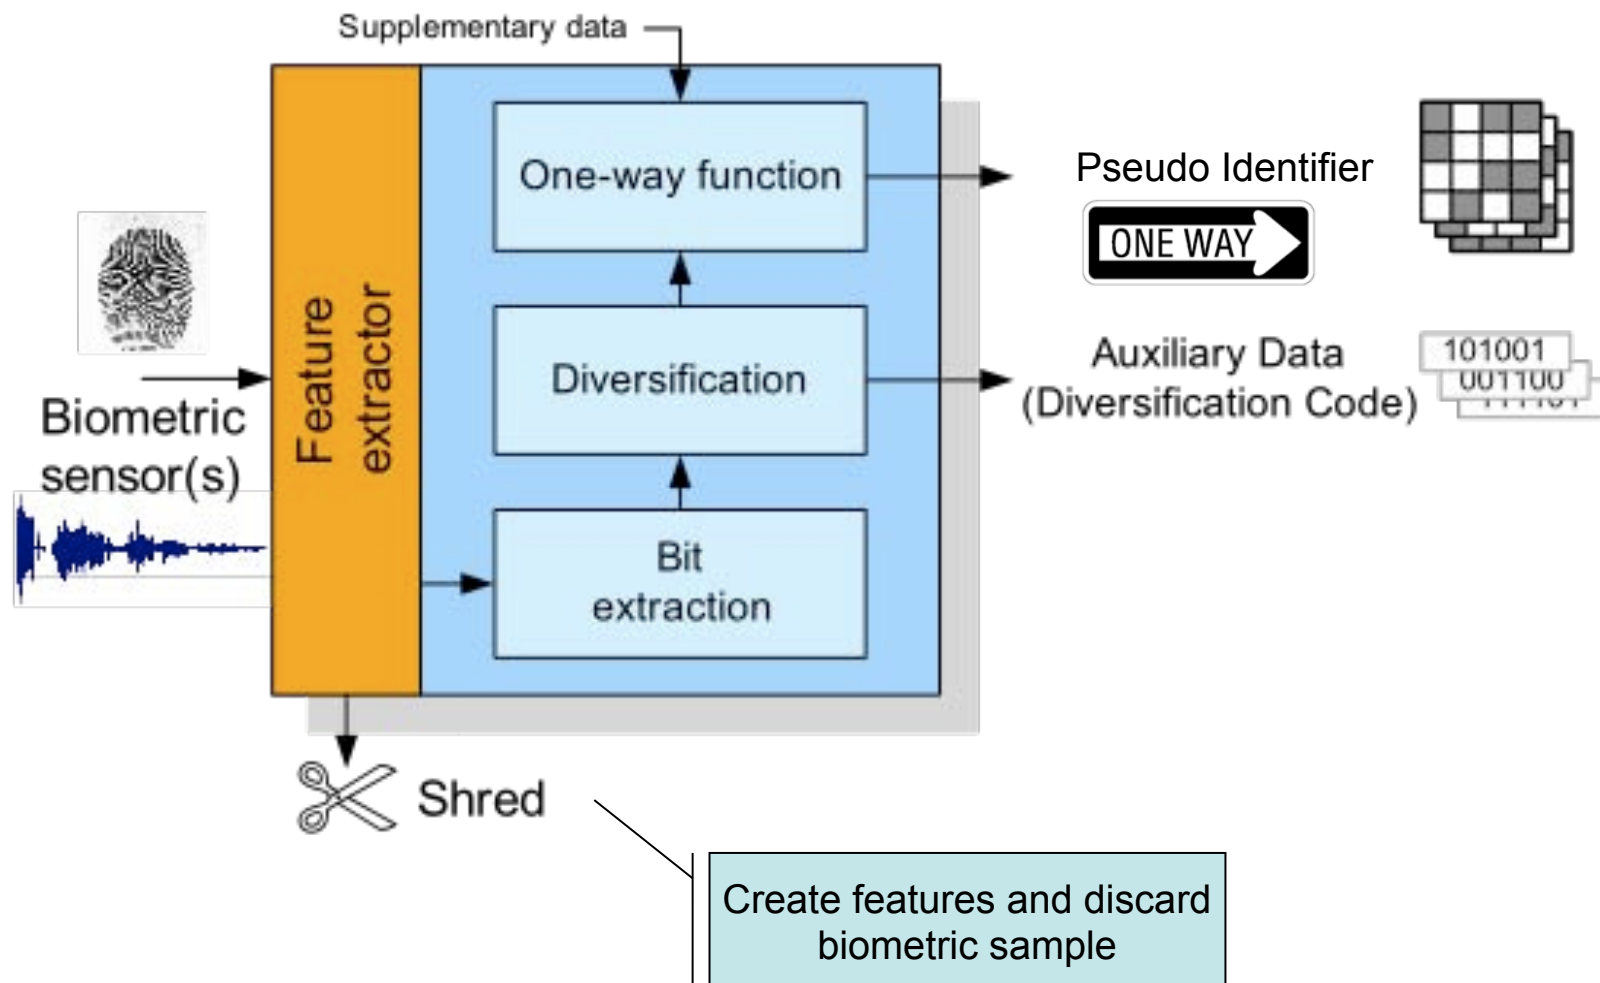 Supplementary data
One-way function
Pseudo Identifier
ONE WAY
Feature
extractor
Diversification
Auxiliary Data
(Diversification Code)
101001
001100
Biometric
sensor(s)
Bit
extraction
Shred
Create features and discard
biometric sample